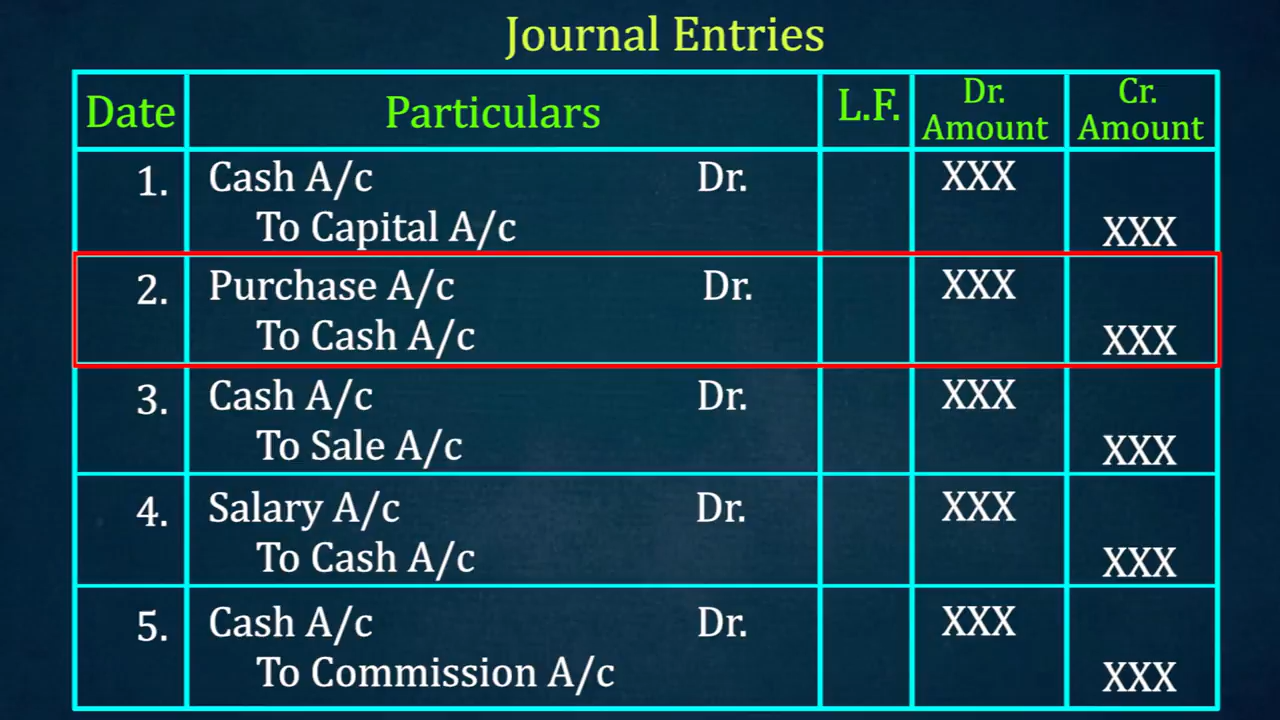 Journal Entries
Date Particulars L.F. Dr. Amount Cr. Amount
1. Cash A/c Dr. XXX
To Capital A/c XXX
2. Purchase A/c Dr. XXX
To Cash A/c XXX
3. Cash A/c Dr. XXX
To Sale A/c XXX
4. Salary A/c Dr. XXX
To Cash A/c XXX
5. Cash A/c Dr. XXX
To Commission A/c XXX